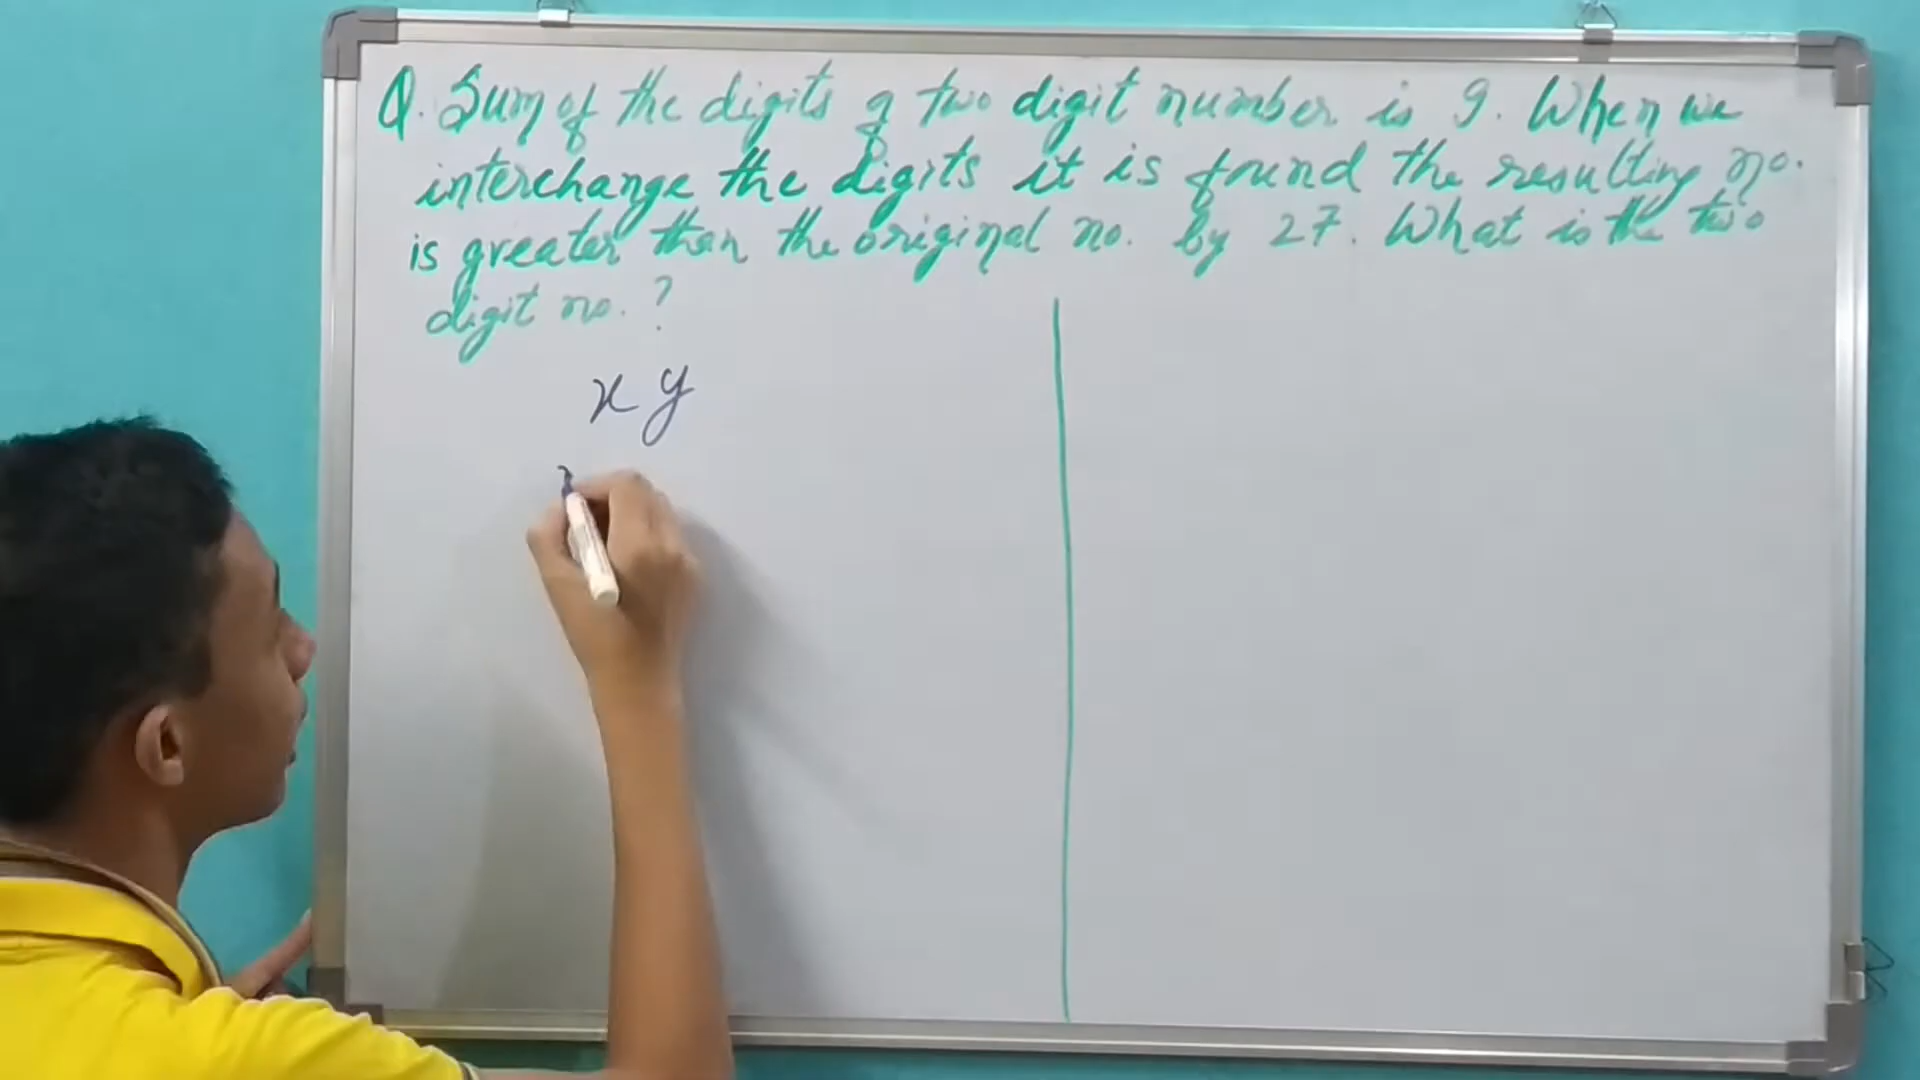 Q. Sum of the digits of two digit number is 9. When we
interchange the digits it is found the resulting no.
is greater than the original no. by 27. What is the two
digit no. ?
x y